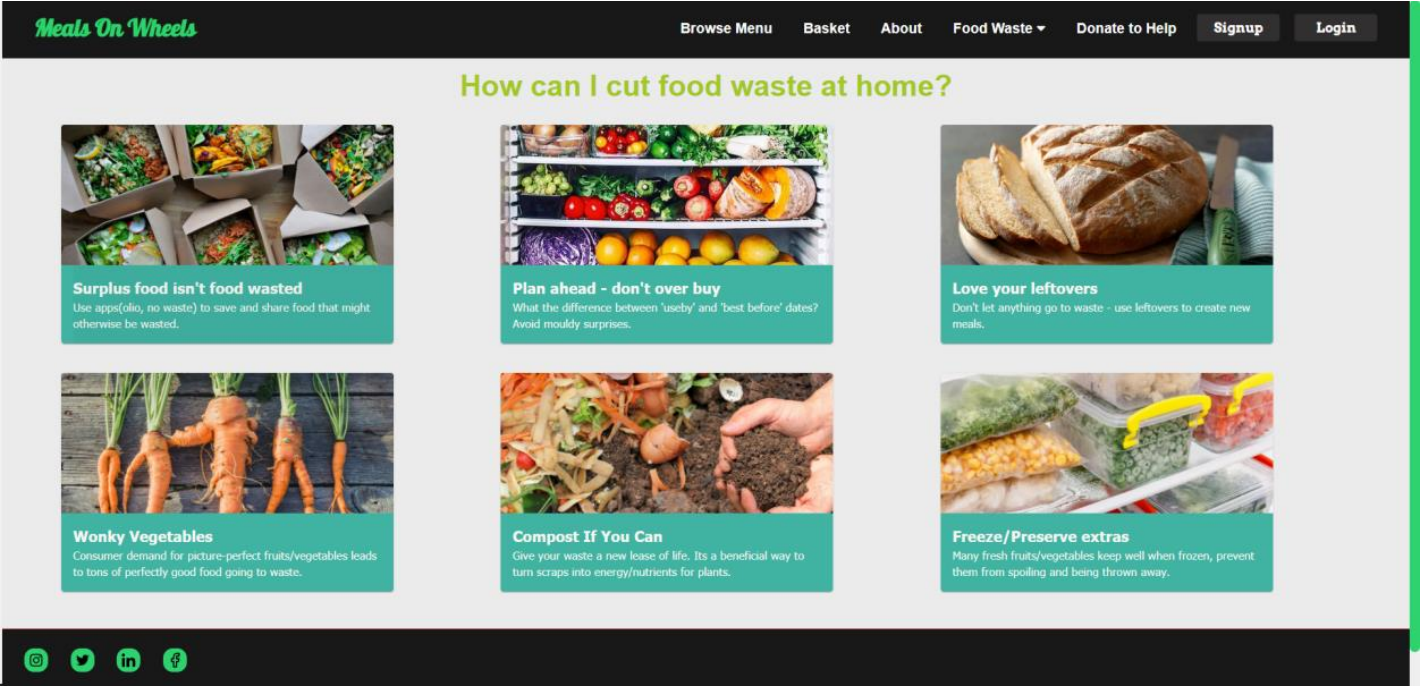 Meals On Wheels
Browse Menu Basket About Food Waste Donate to Help Signup Login
How can I cut food waste at home?
Surplus food isn't food wasted
Use apps(olio, no waste) to save and share food that might
otherwise be wasted.
Plan ahead - don't over buy
What the difference between 'useby' and 'best before' dates?
Avoid mouldy surprises.
Love your leftovers
Don't let anything go to waste - use leftovers to create new
meals.
Wonky Vegetables
Consumer demand for picture-perfect fruits/vegetables leads
to tons of perfectly good food going to waste.
Compost If You Can
Give your waste a new lease of life. Its a beneficial way to
turn scraps into energy/nutrients for plants.
Freeze/Preserve extras
Many fresh fruits/vegetables keep well when frozen, prevent
them from spoiling and being thrown away.